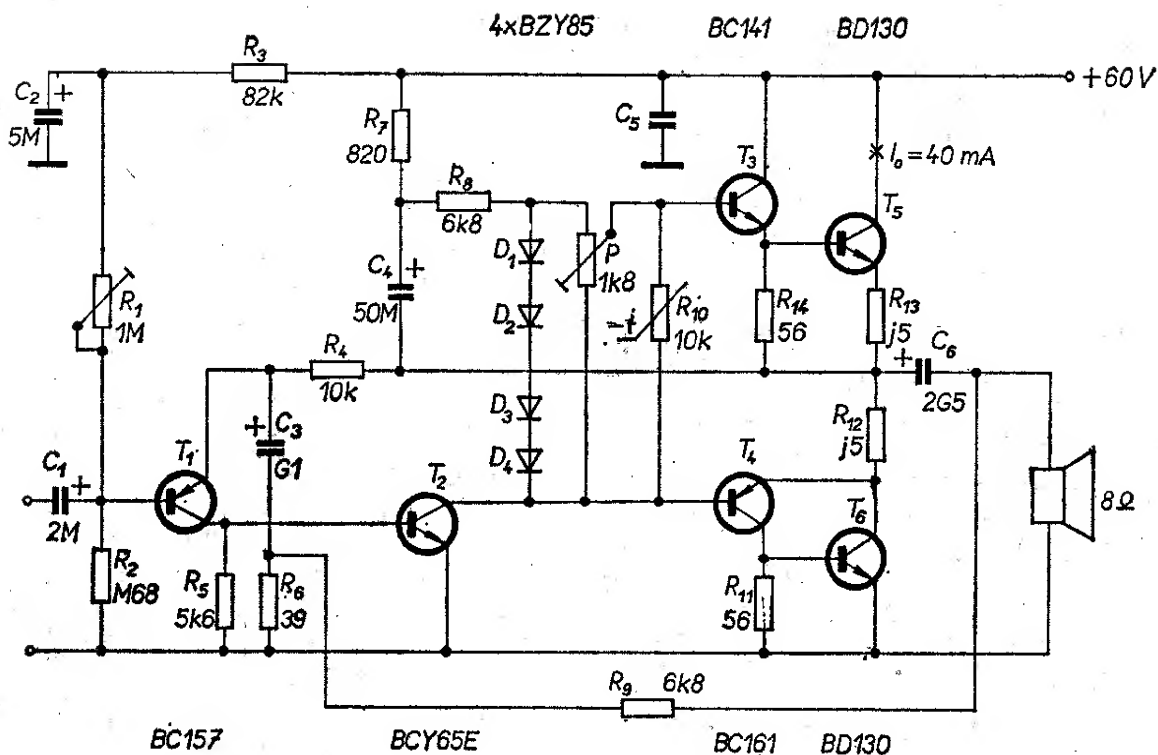 4xBZY85
BC141
BD130
R3
82k
+60V
C2 +
5M
R7
820
C5
I0 = 40 mA
T3
R8
6k8
T5
D1
P
1k8
C4 +
50M
R1
1M
D2
-t
R10
10k
R14
56
R13
j5
R4
10k
+ C6
2G5
D3
R12
j5
+ C3
G1
C1 +
2M
T1
T2
D4
T4
T6
8Ω
R2
M68
R5
5k6
R6
39
R11
56
R9 6k8
BC157
BCY65E
BC161
BD130